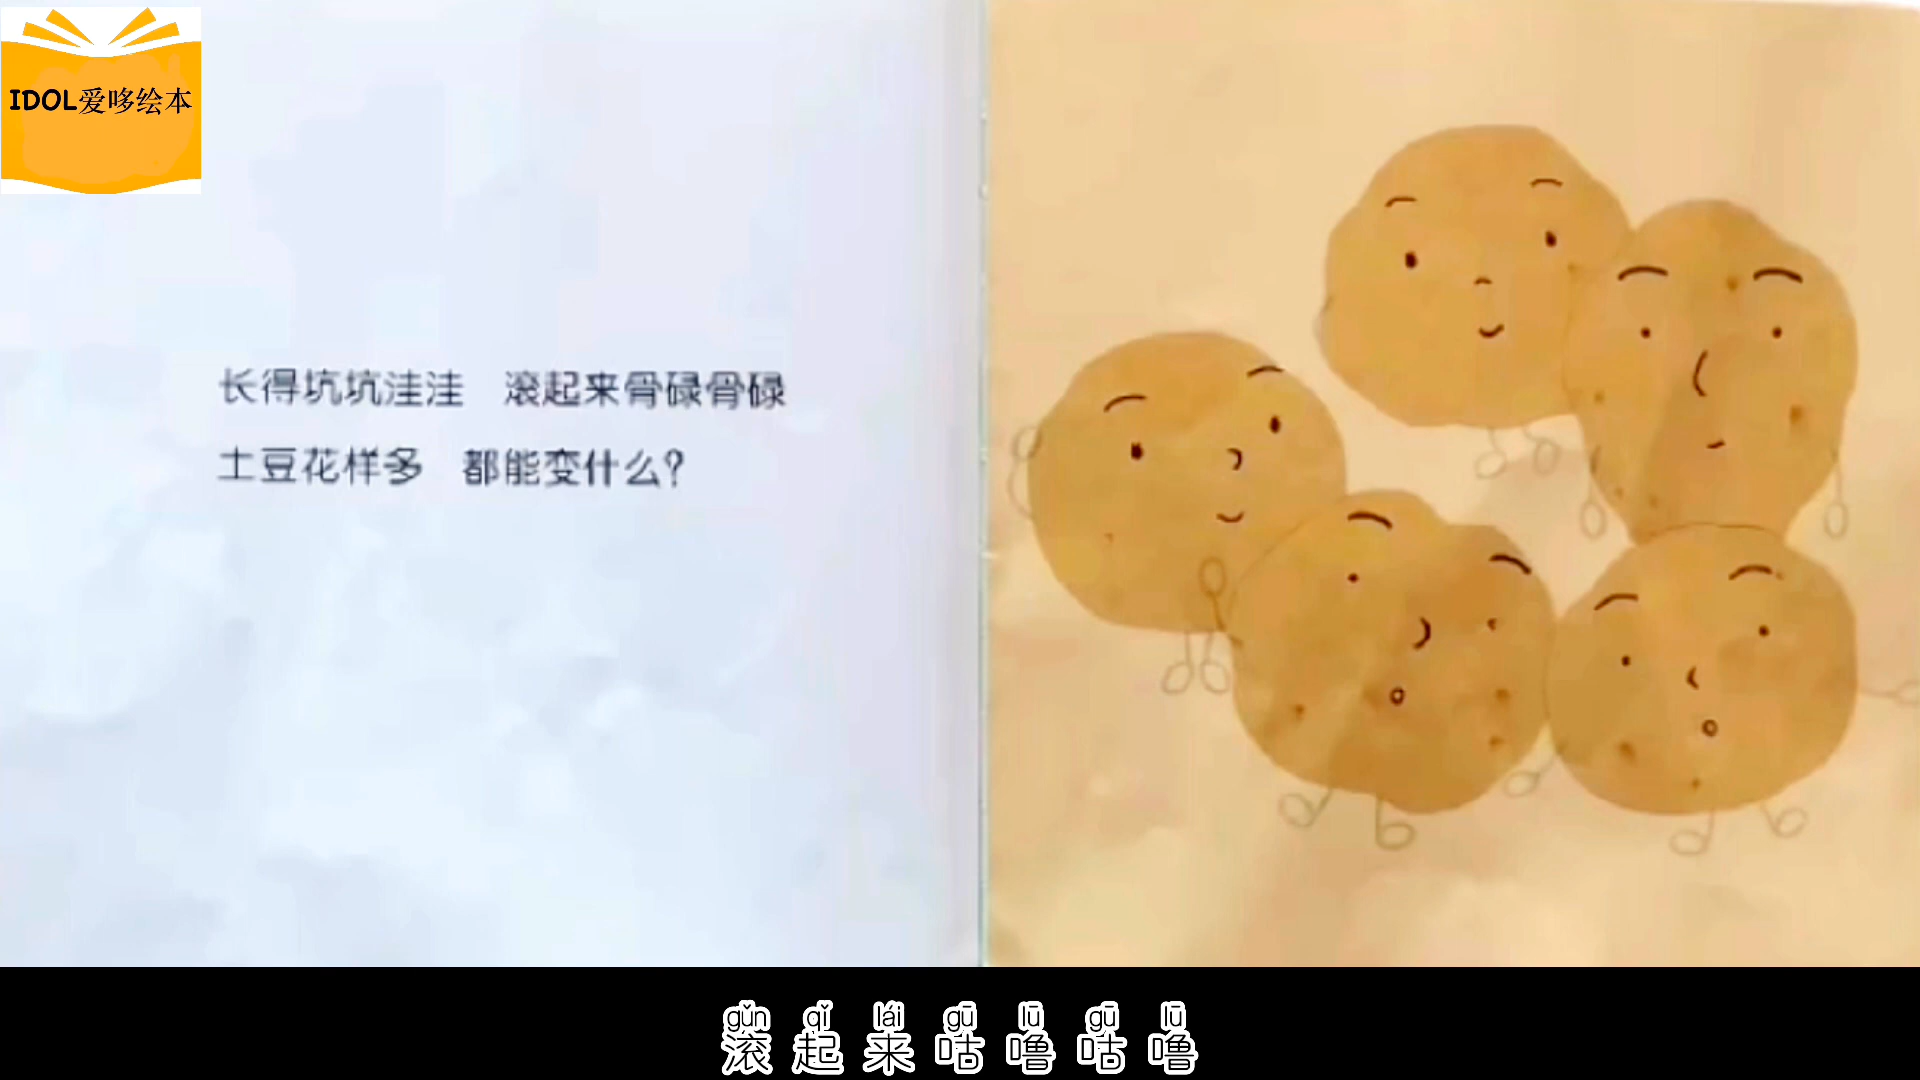 IDOL爱哆绘本
长得坑坑洼洼 滚起来骨碌骨碌
土豆花样多 都能变什么?
gǔn qǐ lái gū lū gū lū
滚起来咕噜咕噜